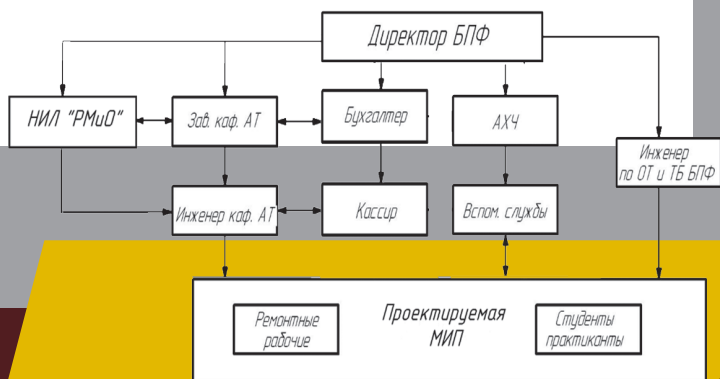 Директор БПФ
НИЛ "РМиО"
Зав. каф. АТ
Бухгалтер
АХЧ
Инженер
по ОТ и ТБ БПФ
Инженер каф. АТ
Кассир
Вспом. службы
Проектируемая
МИП
Ремонтные
рабочие
Студенты
практиканты